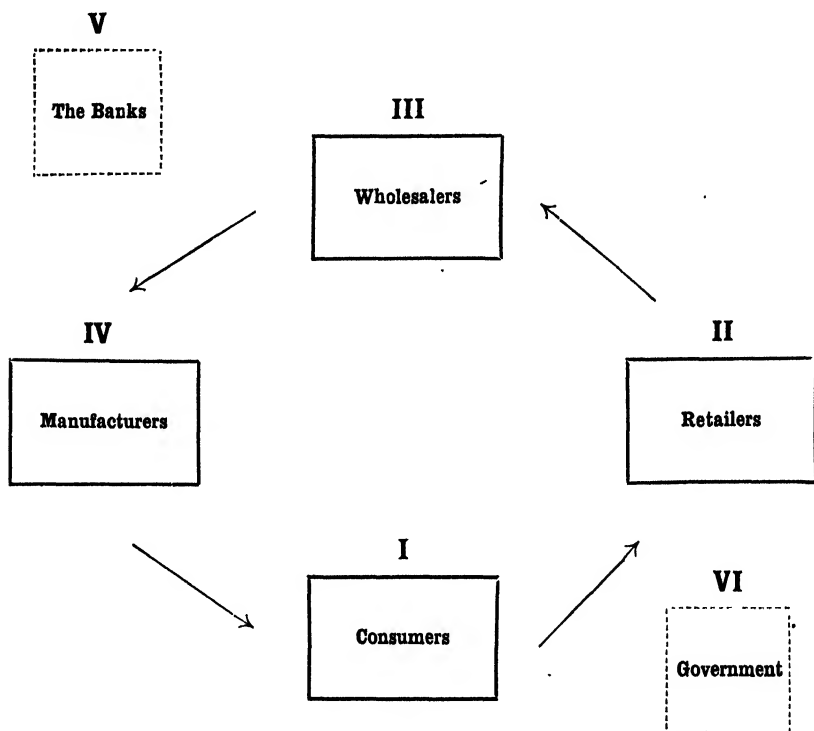 V
The Banks
III
Wholesalers
IV
Manufacturers
II
Retailers
I
Consumers
VI
Government